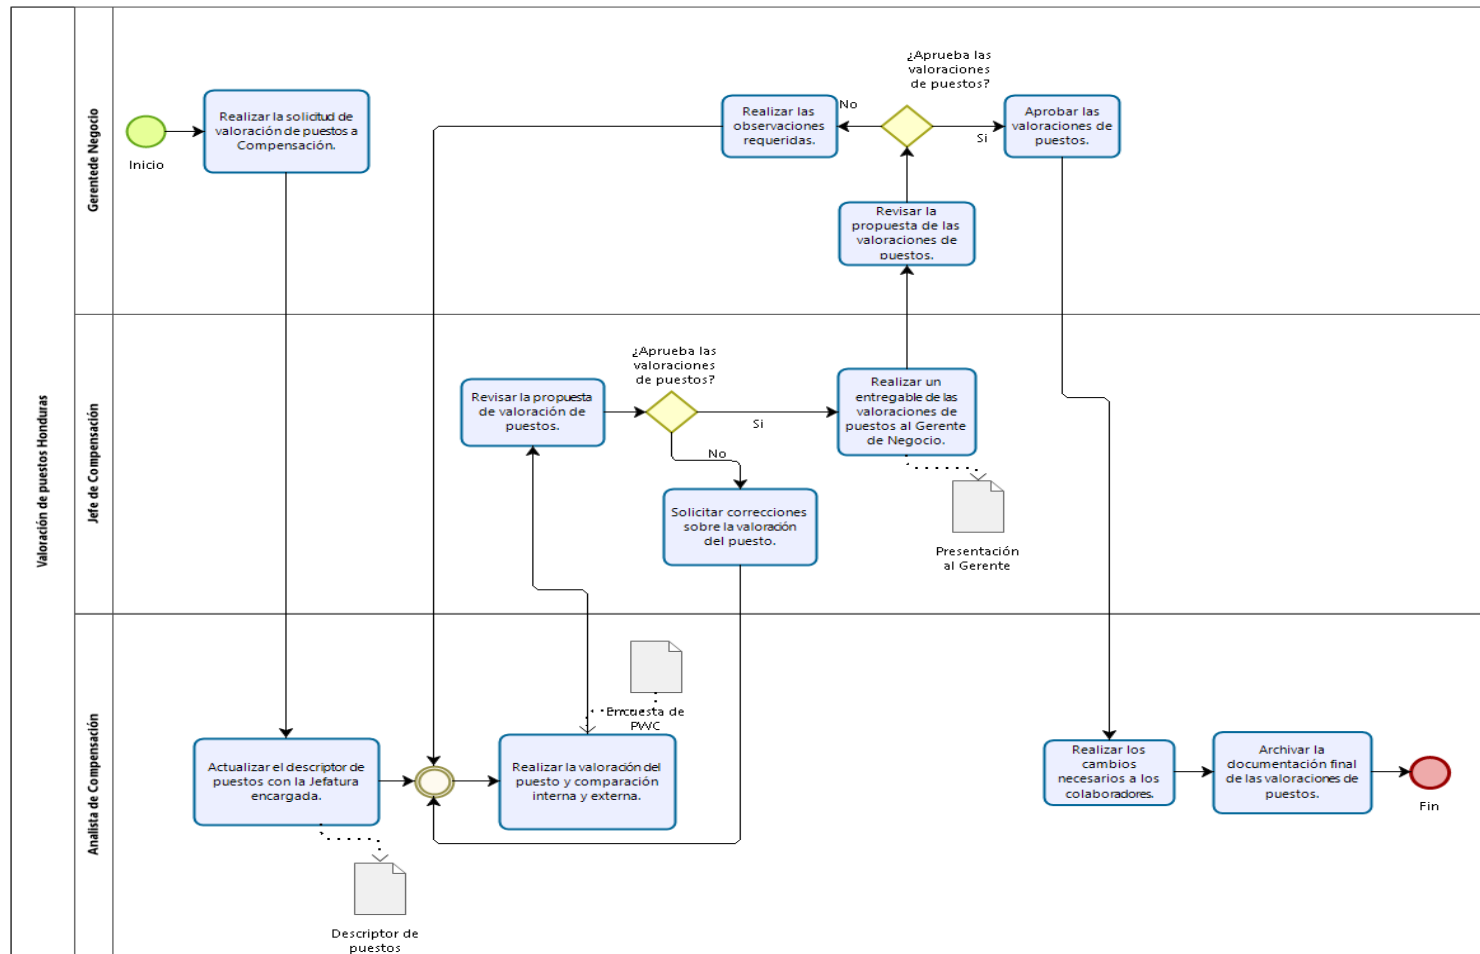 Valoración de puestos Honduras
Gerentede Negocio
Inicio
Realizar la solicitud de
valoración de puestos a
Compensación.
Realizar las
observaciones
requeridas.
No
¿Aprueba las
valoraciones
de puestos?
Si
Aprobar las
valoraciones de
puestos.
Revisar la
propuesta de las
valoraciones de
puestos.
Jefe de Compensación
Revisar la propuesta
de valoración de
puestos.
¿Aprueba las
valoraciones
de puestos?
Si
No
Realizar un
entregable de las
valoraciones de
puestos al Gerente
de Negocio.
Solicitar correcciones
sobre la valoración
del puesto.
Presentación
al Gerente
Analista de Compensación
Encuesta de
PWC
Actualizar el descriptor de
puestos con la Jefatura
encargada.
Realizar la valoración del
puesto y comparación
interna y externa.
Descriptor de
puestos
Realizar los
cambios
necesarios a los
colaboradores.
Archivar la
documentación final
de las valoraciones de
puestos.
Fin